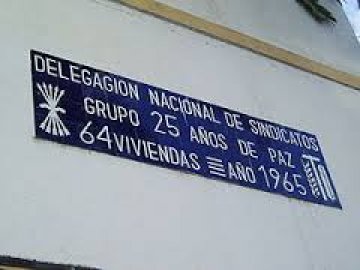 DELEGACION NACIONAL DE SINDICATOS
GRUPO 25 AÑOS DE PAZ
64 VIVIENDAS AÑO 1965